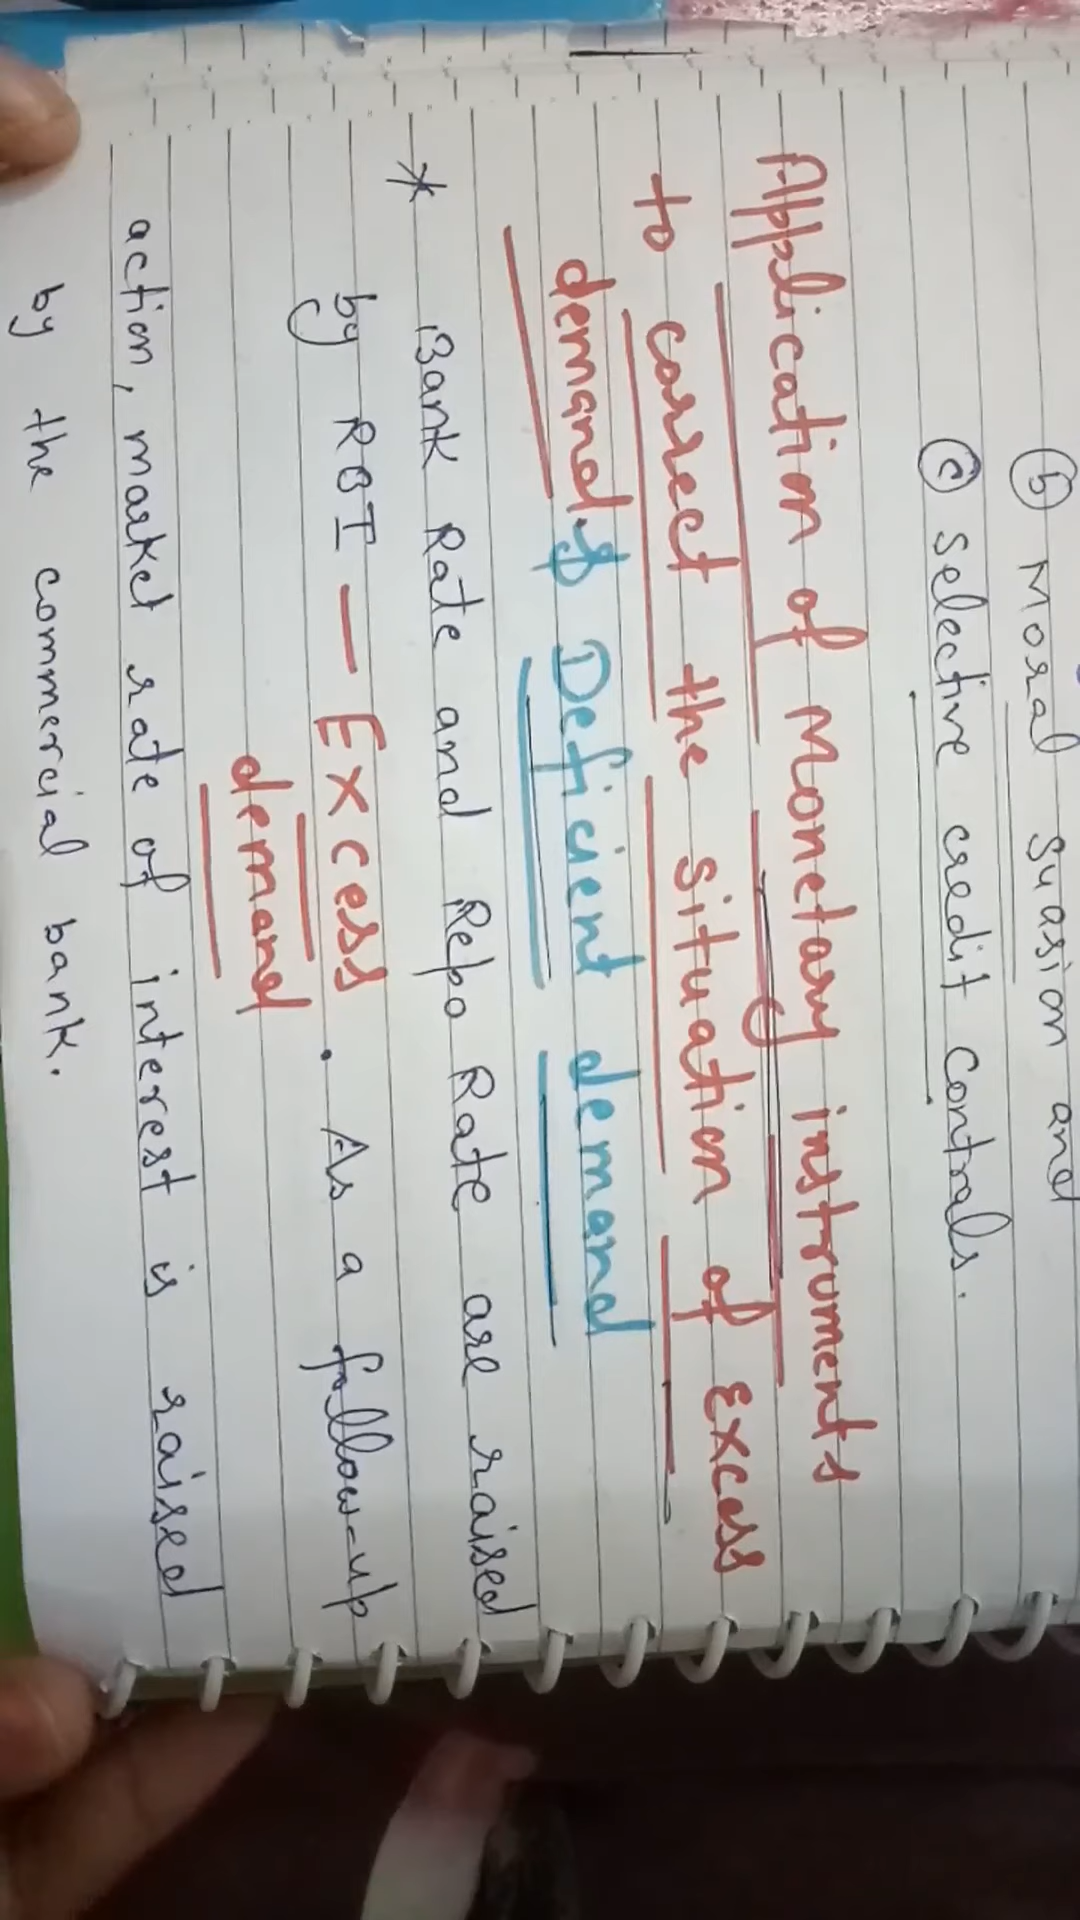 (b) Moral suasion and
(c) Selective credit controls.
Application of Monetary instruments
to correct the situation of Excess
demand. & Deficient demand
* Bank Rate and Repo Rate are raised
by RBI — Excess . As a follow-up
demand
action, market rate of interest is raised
by the commercial bank.